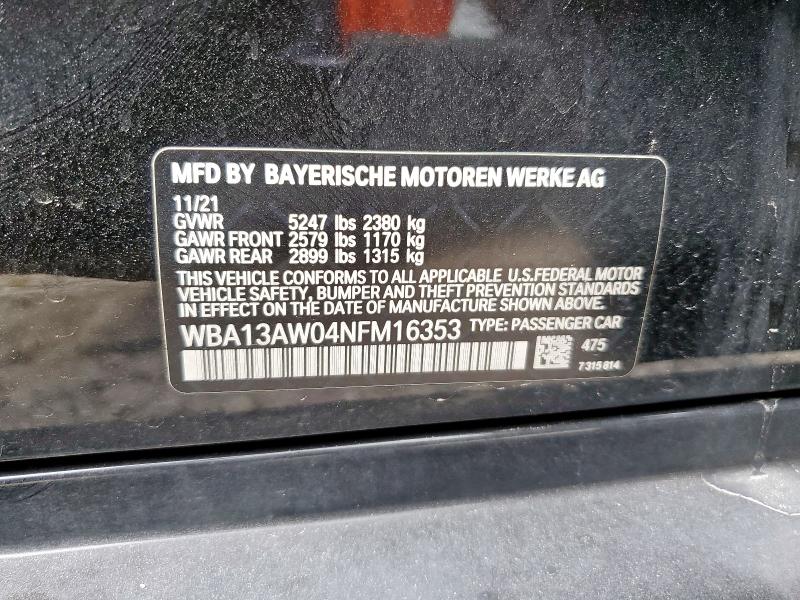 MFD BY BAYERISCHE MOTOREN WERKE AG
11/21
GVWR 5247 lbs 2380 kg
GAWR FRONT 2579 lbs 1170 kg
GAWR REAR 2899 lbs 1315 kg
THIS VEHICLE CONFORMS TO ALL APPLICABLE U.S.FEDERAL MOTOR
VEHICLE SAFETY, BUMPER AND THEFT PREVENTION STANDARDS
IN EFFECT ON THE DATE OF MANUFACTURE SHOWN ABOVE.
WBA13AW04NFM16353 TYPE: PASSENGER CAR
475
7315814